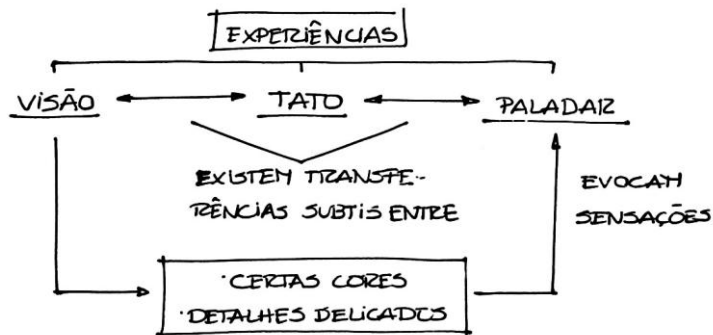 EXPERIÊNCIAS
VISÃO TATO PALADAR
EXISTEM TRANSFE-
RÊNCIAS SUBTIS ENTRE
EVOCAM
SENSAÇÕES
·CERTAS CORES
·DETALHES DELICADOS